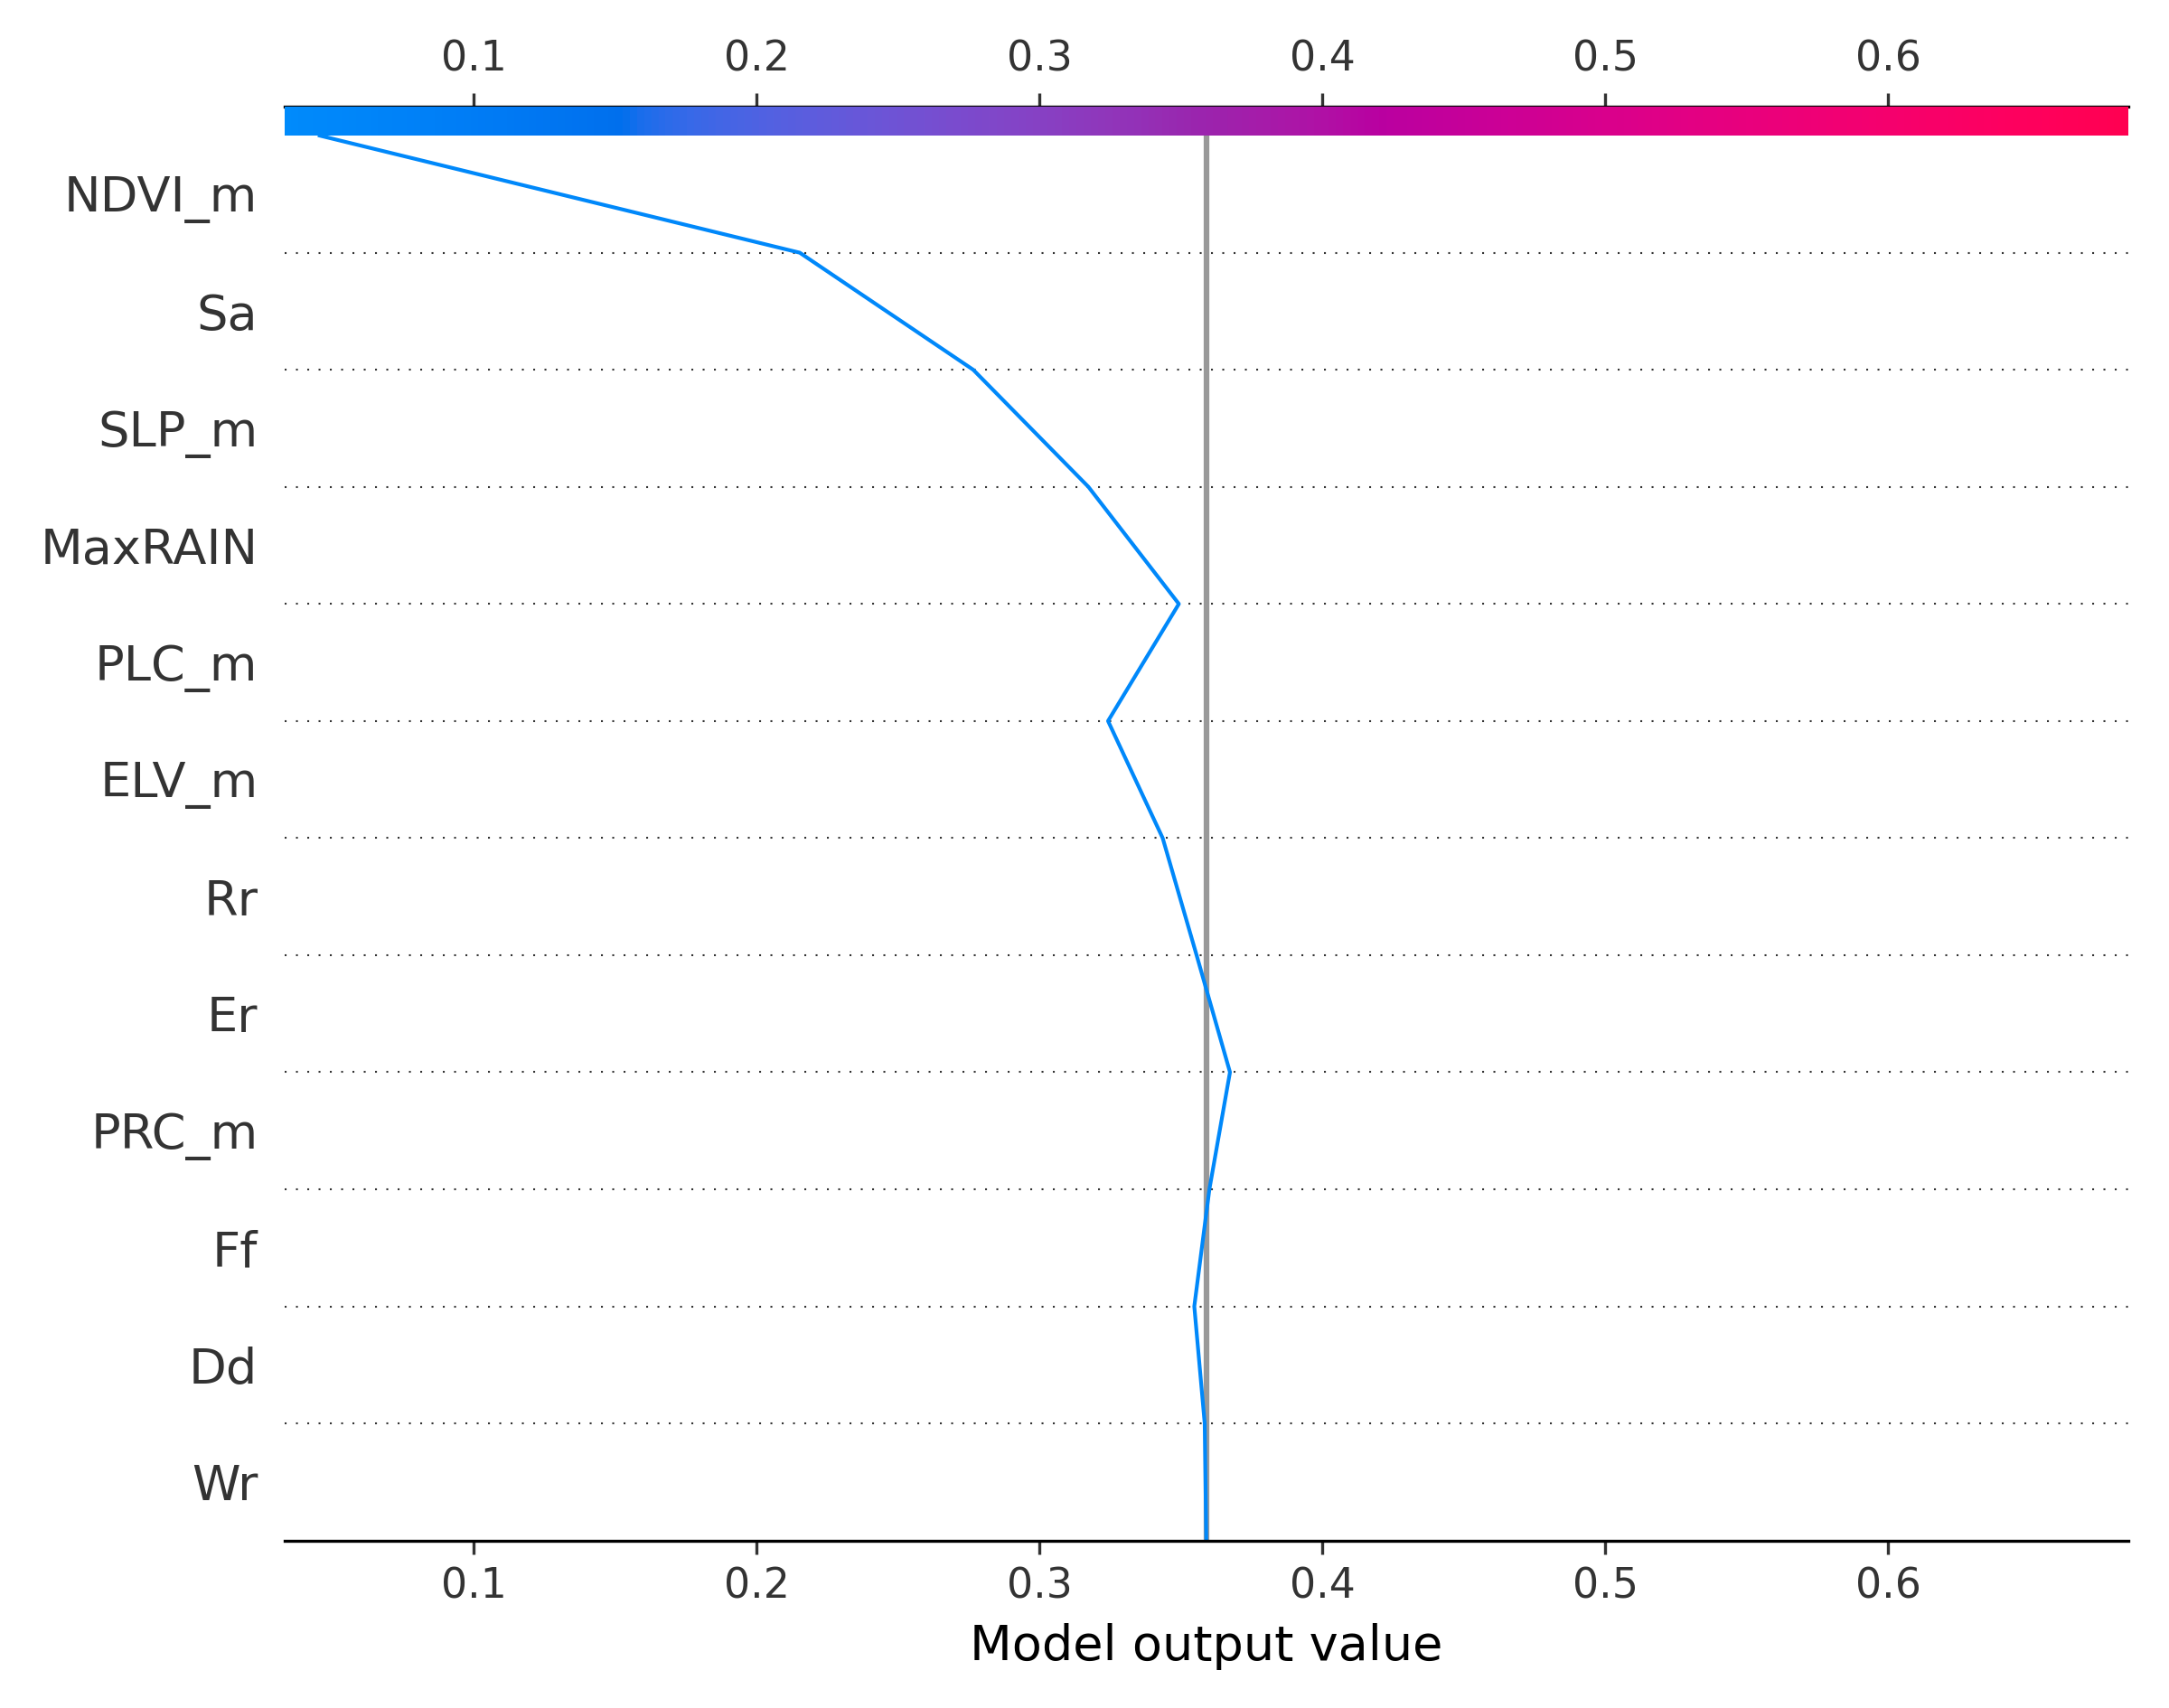 0.1 0.2 0.3 0.4 0.5 0.6
NDVI_m
Sa
SLP_m
MaxRAIN
PLC_m
ELV_m
Rr
Er
PRC_m
Ff
Dd
Wr
0.1 0.2 0.3 0.4 0.5 0.6
Model output value